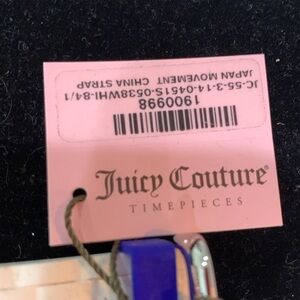 JC-55-3-14-0451S-0538WHI-84/1
JAPAN MOVEMENT CHINA STRAP
1900998
Juicy Couture
TIMEPIECES